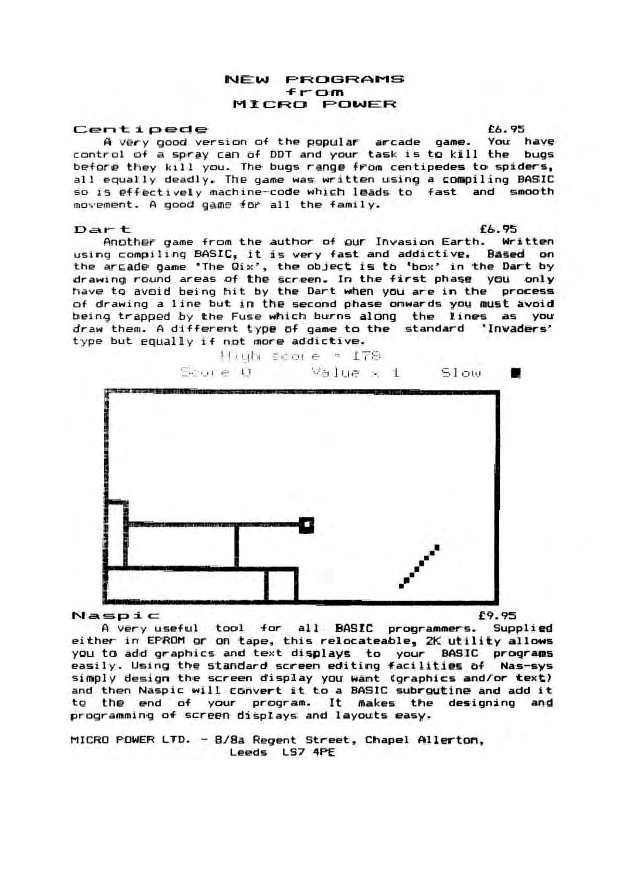 NEW PROGRAMS
from
MICRO POWER
Centipede £6.95
A very good version of the popular arcade game. You have
control of a spray can of DDT and your task is to kill the bugs
before they kill you. The bugs range from centipedes to spiders,
all equally deadly. The game was written using a compiling BASIC
so is effectively machine-code which leads to fast and smooth
movement. A good game for all the family.
Dart £6.95
Another game from the author of our Invasion Earth. Written
using compiling BASIC, it is very fast and addictive. Based on
the arcade game 'The Qix', the object is to 'box' in the Dart by
drawing round areas of the screen. In the first phase you only
have to avoid being hit by the Dart when you are in the process
of drawing a line but in the second phase onwards you must avoid
being trapped by the Fuse which burns along the lines as you
draw them. A different type of game to the standard 'Invaders'
type but equally if not more addictive.
High score = 178
Score 0 Value x 1 Slow
Naspic £9.95
A very useful tool for all BASIC programmers. Supplied
either in EPROM or on tape, this relocateable, 2K utility allows
you to add graphics and text displays to your BASIC programs
easily. Using the standard screen editing facilities of Nas-sys
simply design the screen display you want (graphics and/or text)
and then Naspic will convert it to a BASIC subroutine and add it
to the end of your program. It makes the designing and
programming of screen displays and layouts easy.
MICRO POWER LTD. - 8/8a Regent Street, Chapel Allerton,
Leeds LS7 4PE